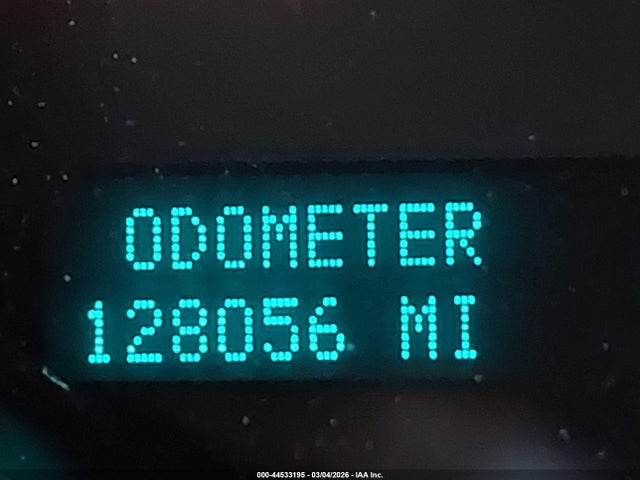 ODOMETER
128056 MI
000-44533195 - 03/04/2026 - IAA Inc.